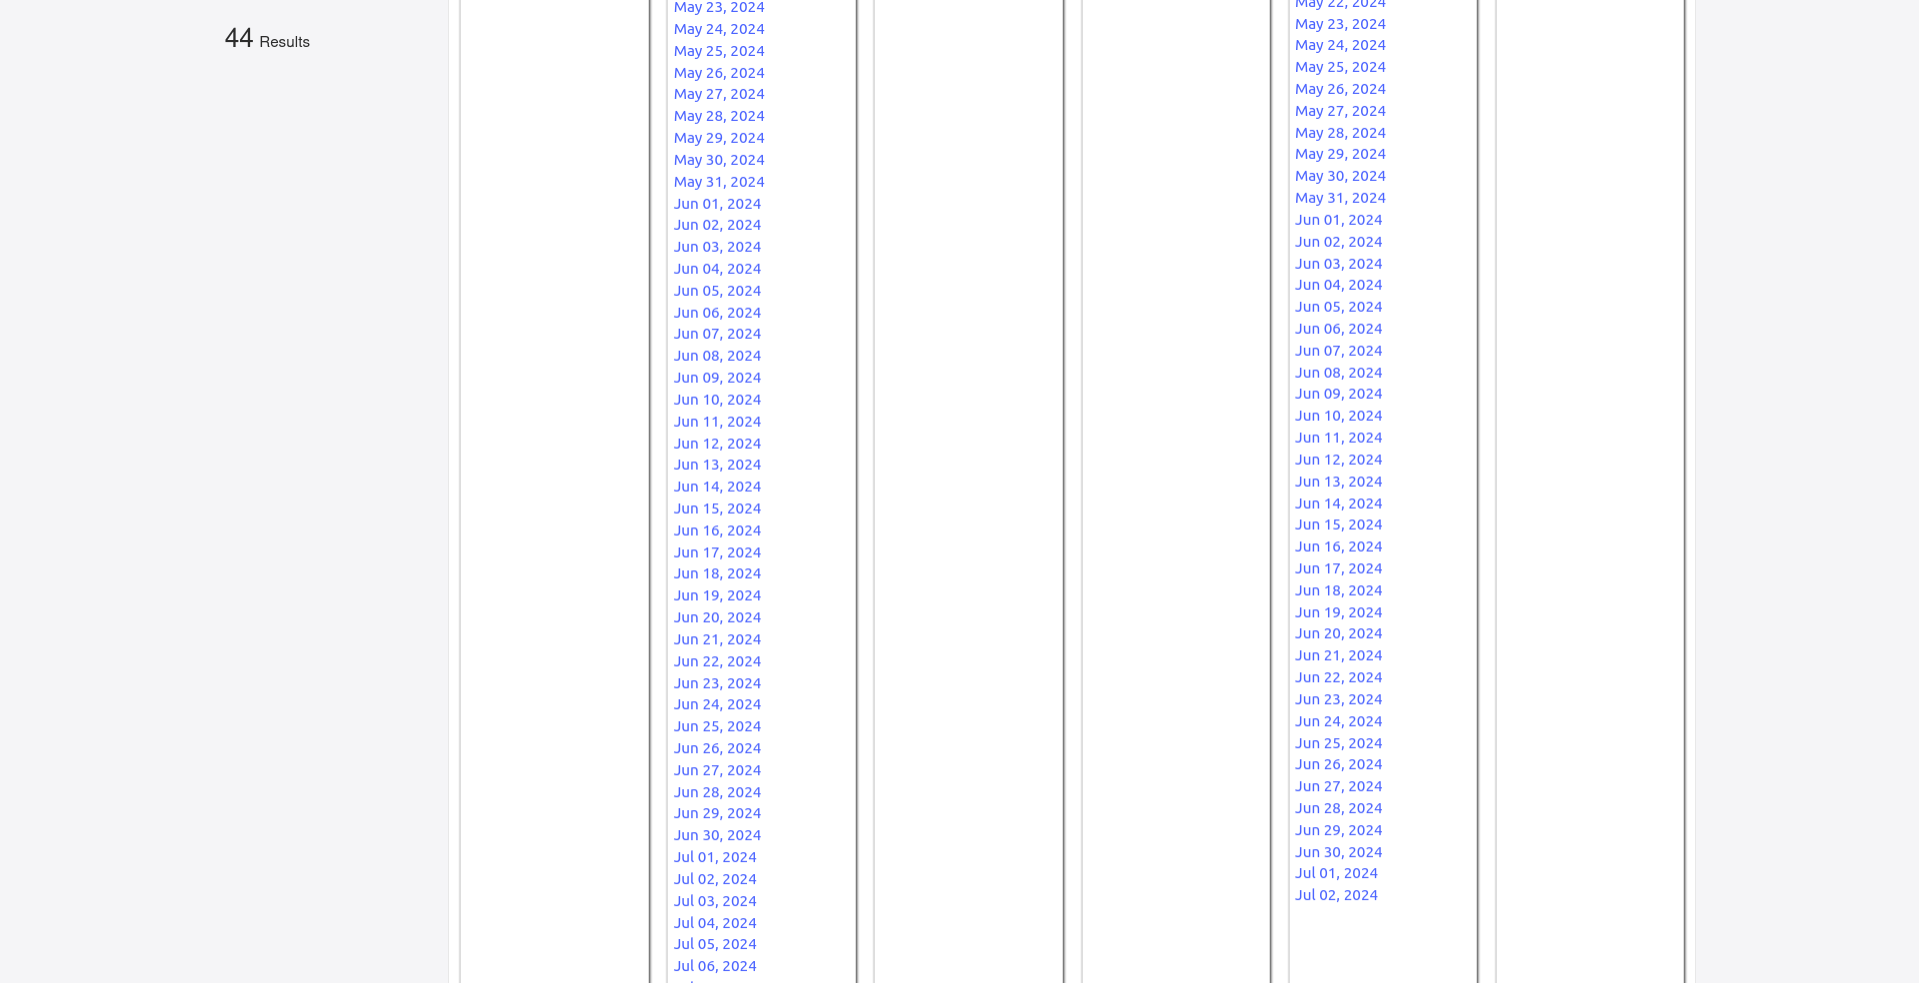 44 Results
May 23, 2024
May 24, 2024
May 25, 2024
May 26, 2024
May 27, 2024
May 28, 2024
May 29, 2024
May 30, 2024
May 31, 2024
Jun 01, 2024
Jun 02, 2024
Jun 03, 2024
Jun 04, 2024
Jun 05, 2024
Jun 06, 2024
Jun 07, 2024
Jun 08, 2024
Jun 09, 2024
Jun 10, 2024
Jun 11, 2024
Jun 12, 2024
Jun 13, 2024
Jun 14, 2024
Jun 15, 2024
Jun 16, 2024
Jun 17, 2024
Jun 18, 2024
Jun 19, 2024
Jun 20, 2024
Jun 21, 2024
Jun 22, 2024
Jun 23, 2024
Jun 24, 2024
Jun 25, 2024
Jun 26, 2024
Jun 27, 2024
Jun 28, 2024
Jun 29, 2024
Jun 30, 2024
Jul 01, 2024
Jul 02, 2024
Jul 03, 2024
Jul 04, 2024
Jul 05, 2024
Jul 06, 2024
May 22, 2024
May 23, 2024
May 24, 2024
May 25, 2024
May 26, 2024
May 27, 2024
May 28, 2024
May 29, 2024
May 30, 2024
May 31, 2024
Jun 01, 2024
Jun 02, 2024
Jun 03, 2024
Jun 04, 2024
Jun 05, 2024
Jun 06, 2024
Jun 07, 2024
Jun 08, 2024
Jun 09, 2024
Jun 10, 2024
Jun 11, 2024
Jun 12, 2024
Jun 13, 2024
Jun 14, 2024
Jun 15, 2024
Jun 16, 2024
Jun 17, 2024
Jun 18, 2024
Jun 19, 2024
Jun 20, 2024
Jun 21, 2024
Jun 22, 2024
Jun 23, 2024
Jun 24, 2024
Jun 25, 2024
Jun 26, 2024
Jun 27, 2024
Jun 28, 2024
Jun 29, 2024
Jun 30, 2024
Jul 01, 2024
Jul 02, 2024